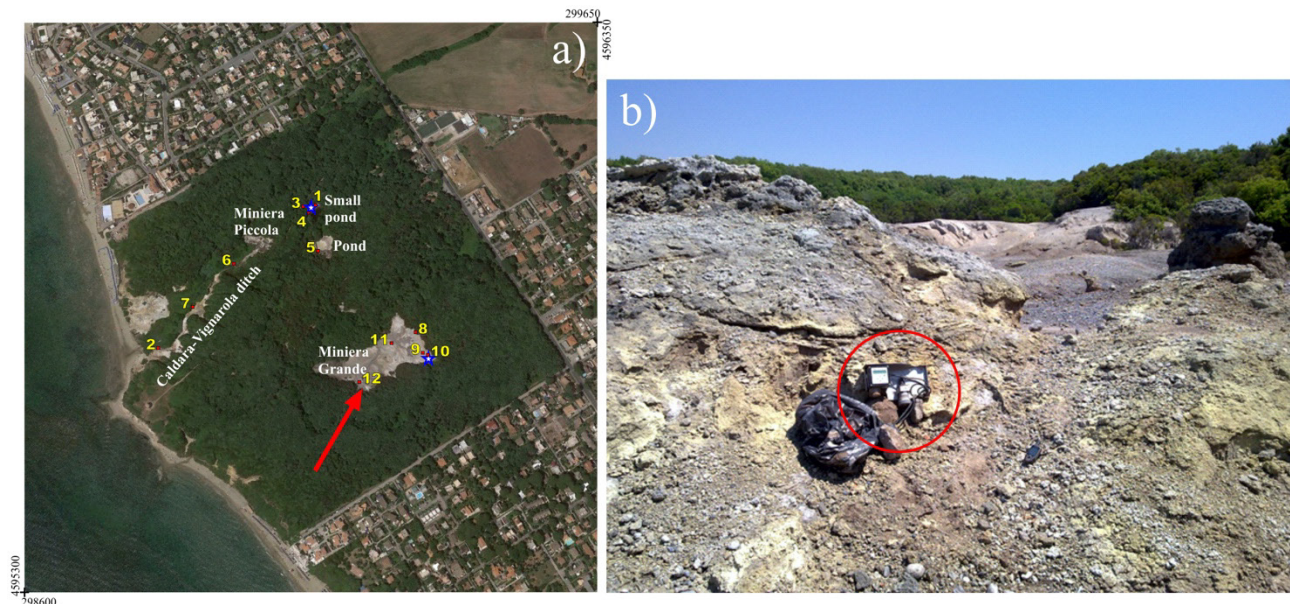 299650
4596350
a)
b)
1
3
Small
pond
4
Miniera
Piccola
5
Pond
6
Caldara-Vignarola ditch
7
2
8
11
9
10
Miniera
Grande
12
4595300
298600